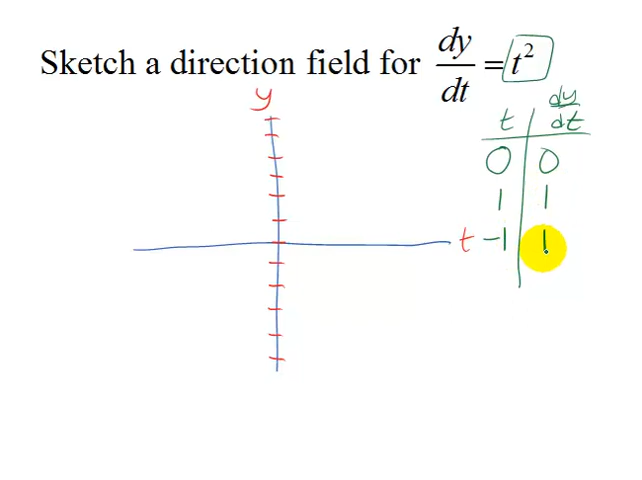 Sketch a direction field for dy/dt = t²
y
t dy/dt
0 0
1 1
t -1 1